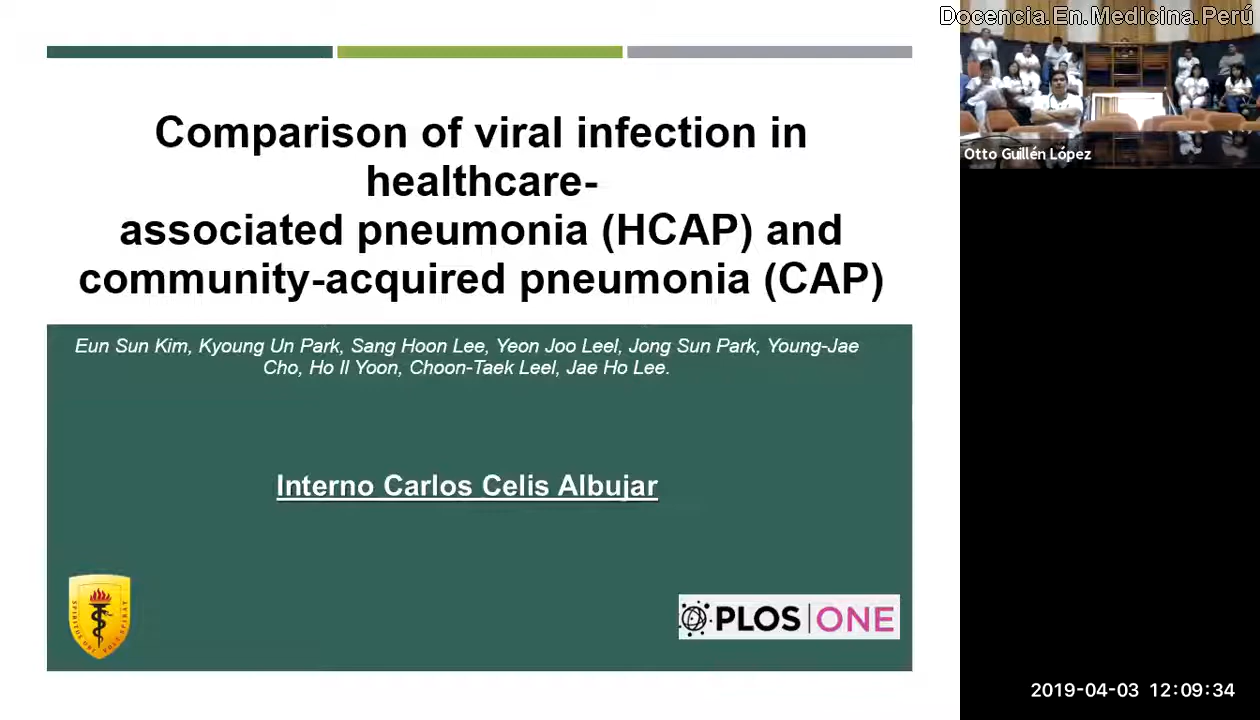 Docencia.En.Medicina.Perú
Comparison of viral infection in
healthcare-
associated pneumonia (HCAP) and
community-acquired pneumonia (CAP)
Otto Guillén López
Eun Sun Kim, Kyoung Un Park, Sang Hoon Lee, Yeon Joo Leel, Jong Sun Park, Young-Jae
Cho, Ho Il Yoon, Choon-Taek Leel, Jae Ho Lee.
Interno Carlos Celis Albujar
PLOS ONE
2019-04-03 12:09:34